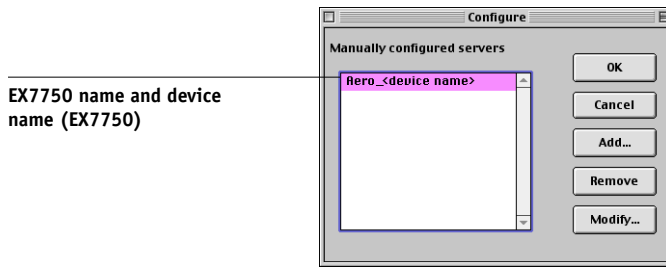 Configure
Manually configured servers
Aero_<device name>
OK
Cancel
Add...
Remove
Modify...
EX7750 name and device
name (EX7750)